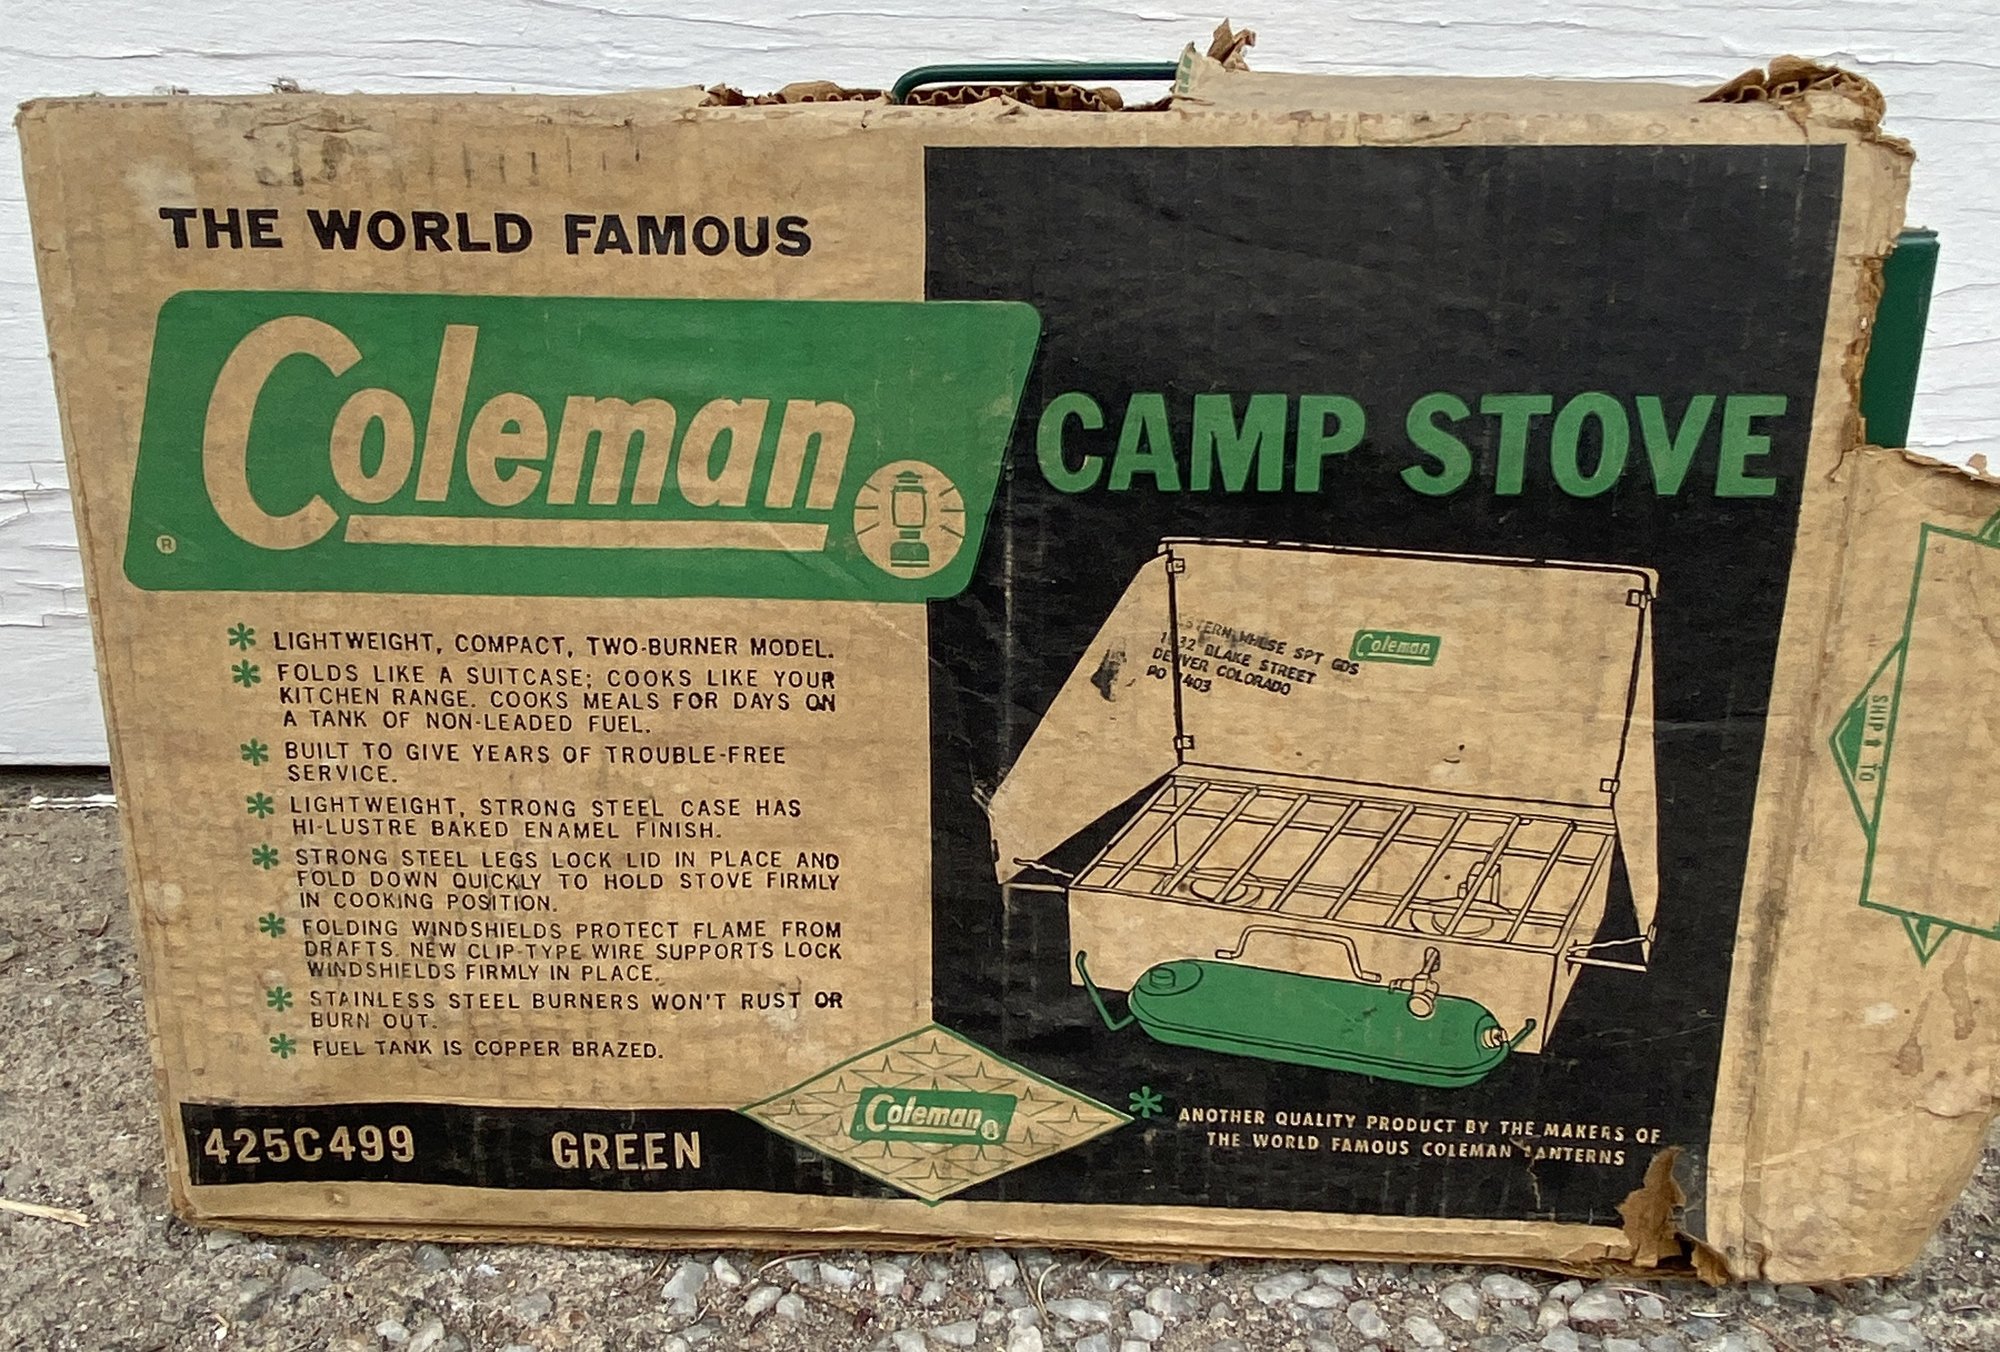 THE WORLD FAMOUS
Coleman
®
CAMP STOVE
* LIGHTWEIGHT, COMPACT, TWO-BURNER MODEL.
* FOLDS LIKE A SUITCASE; COOKS LIKE YOUR
KITCHEN RANGE. COOKS MEALS FOR DAYS ON
A TANK OF NON-LEADED FUEL.
* BUILT TO GIVE YEARS OF TROUBLE-FREE
SERVICE.
* LIGHTWEIGHT, STRONG STEEL CASE HAS
HI-LUSTRE BAKED ENAMEL FINISH.
* STRONG STEEL LEGS LOCK LID IN PLACE AND
FOLD DOWN QUICKLY TO HOLD STOVE FIRMLY
IN COOKING POSITION.
* FOLDING WINDSHIELDS PROTECT FLAME FROM
DRAFTS. NEW CLIP-TYPE WIRE SUPPORTS LOCK
WINDSHIELDS FIRMLY IN PLACE.
* STAINLESS STEEL BURNERS WON'T RUST OR
BURN OUT.
* FUEL TANK IS COPPER BRAZED.
WHSE SPT GDS
BLAKE STREET
DENVER COLORADO
PO
Coleman
SHIP TO
425C499 GREEN
Coleman
* ANOTHER QUALITY PRODUCT BY THE MAKERS OF
THE WORLD FAMOUS COLEMAN LANTERNS